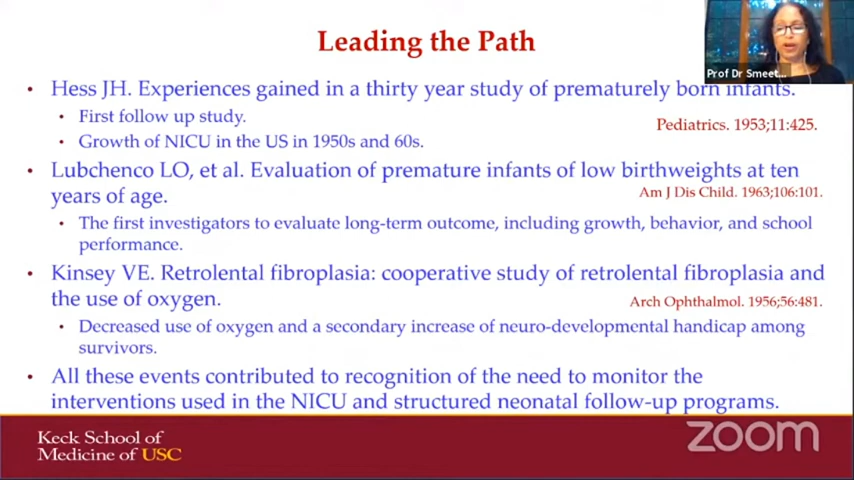 Leading the Path
Prof Dr Smeet...
• Hess JH. Experiences gained in a thirty year study of prematurely born infants.
• First follow up study.
Pediatrics. 1953;11:425.
• Growth of NICU in the US in 1950s and 60s.
• Lubchenco LO, et al. Evaluation of premature infants of low birthweights at ten
years of age.
Am J Dis Child. 1963;106:101.
• The first investigators to evaluate long-term outcome, including growth, behavior, and school
performance.
• Kinsey VE. Retrolental fibroplasia: cooperative study of retrolental fibroplasia and
the use of oxygen.
Arch Ophthalmol. 1956;56:481.
• Decreased use of oxygen and a secondary increase of neuro-developmental handicap among
survivors.
• All these events contributed to recognition of the need to monitor the
interventions used in the NICU and structured neonatal follow-up programs.
Keck School of
Medicine of USC
zoom